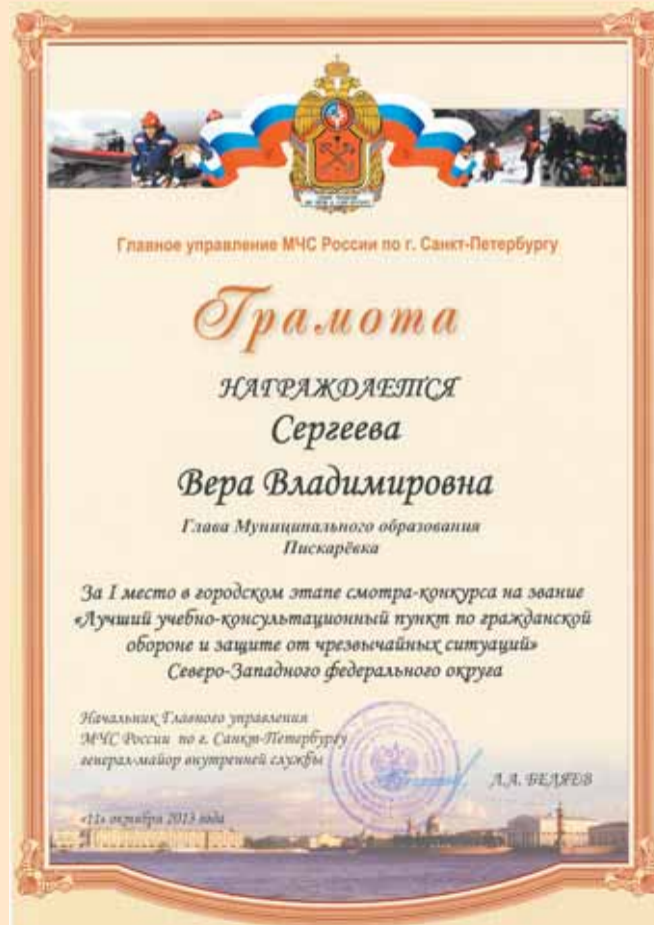 Главное управление МЧС России по г. Санкт-Петербургу
Грамота
НАГРАЖДАЕТСЯ
Сергеева
Вера Владимировна
Глава Муниципального образования
Пискарёвка
За I место в городском этапе смотра-конкурса на звание
«Лучший учебно-консультационный пункт по гражданской
обороне и защите от чрезвычайных ситуаций»
Северо-Западного федерального округа
Начальник Главного управления
МЧС России по г. Санкт-Петербургу
генерал-майор внутренней службы
Л.А. БЕЛЯЕВ
«11» октября 2013 года